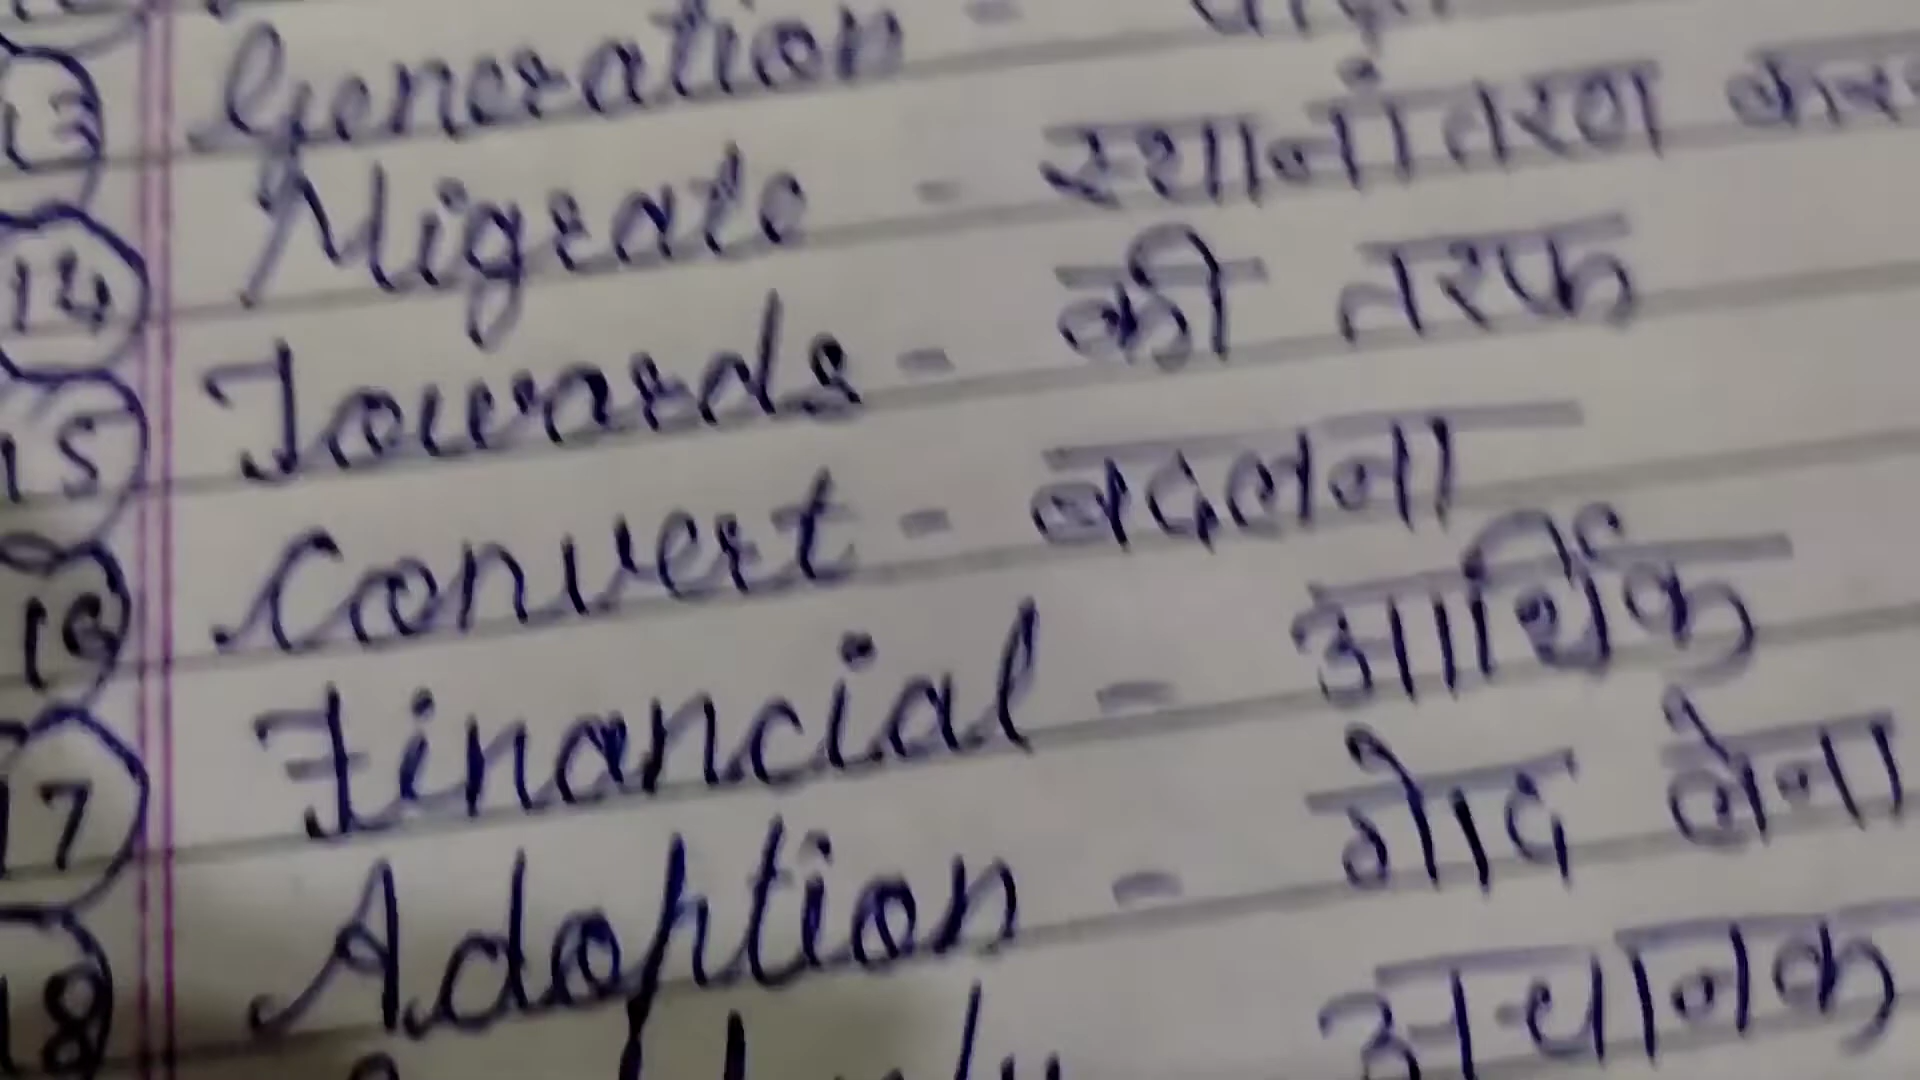 13 Generation -
14 Migrate - स्थानांतरण
15 Towards - की तरफ
16 Convert - बदलना
17 Financial - आर्थिक
18 Adoption - गोद लेना
अचानक